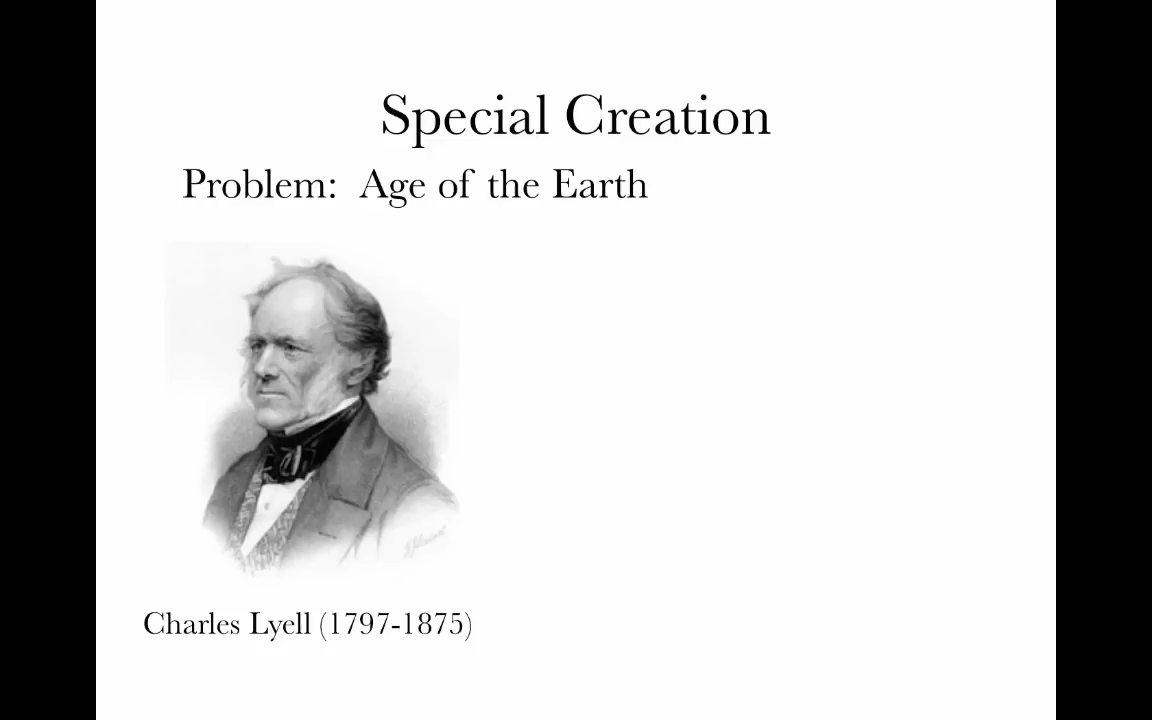 Special Creation
Problem: Age of the Earth
Charles Lyell (1797-1875)